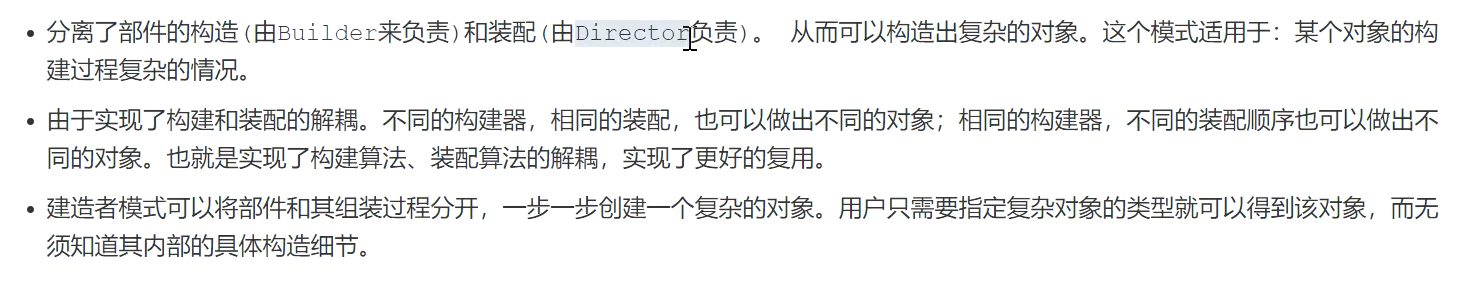 • 分离了部件的构造(由Builder来负责)和装配(由Director负责)。 从而可以构造出复杂的对象。这个模式适用于：某个对象的构
建过程复杂的情况。
• 由于实现了构建和装配的解耦。不同的构建器，相同的装配，也可以做出不同的对象；相同的构建器，不同的装配顺序也可以做出不
同的对象。也就是实现了构建算法、装配算法的解耦，实现了更好的复用。
• 建造者模式可以将部件和其组装过程分开，一步一步创建一个复杂的对象。用户只需要指定复杂对象的类型就可以得到该对象，而无
须知道其内部的具体构造细节。